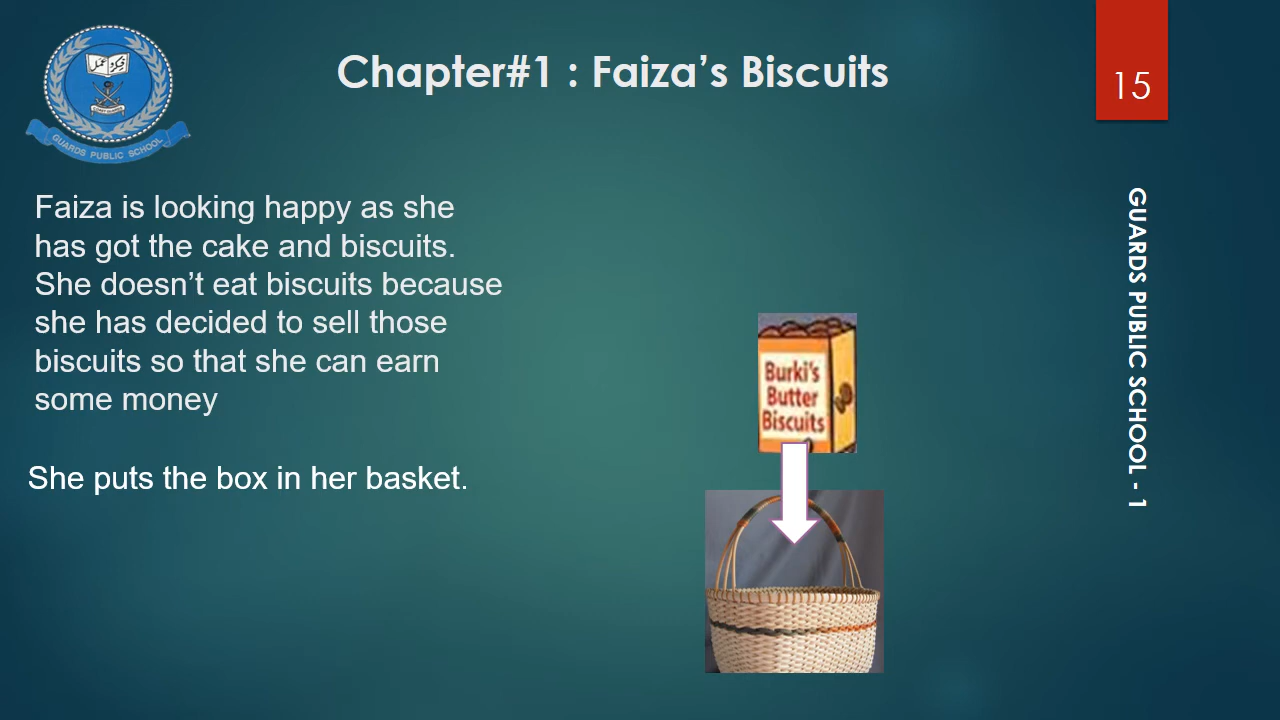 Chapter#1 : Faiza’s Biscuits
15
GUARDS PUBLIC SCHOOL
Faiza is looking happy as she
has got the cake and biscuits.
She doesn’t eat biscuits because
she has decided to sell those
biscuits so that she can earn
some money
She puts the box in her basket.
Burki's
Butter
Biscuits
GUARDS PUBLIC SCHOOL - 1